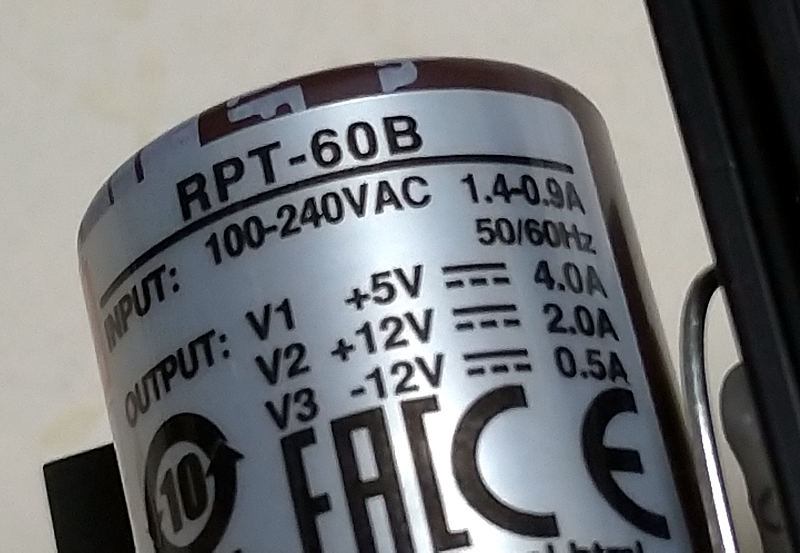 RPT-60B
INPUT: 100-240VAC 1.4-0.9A
50/60Hz
OUTPUT: V1 +5V ⎓ 4.0A
V2 +12V ⎓ 2.0A
V3 -12V ⎓ 0.5A
10 EAC CE